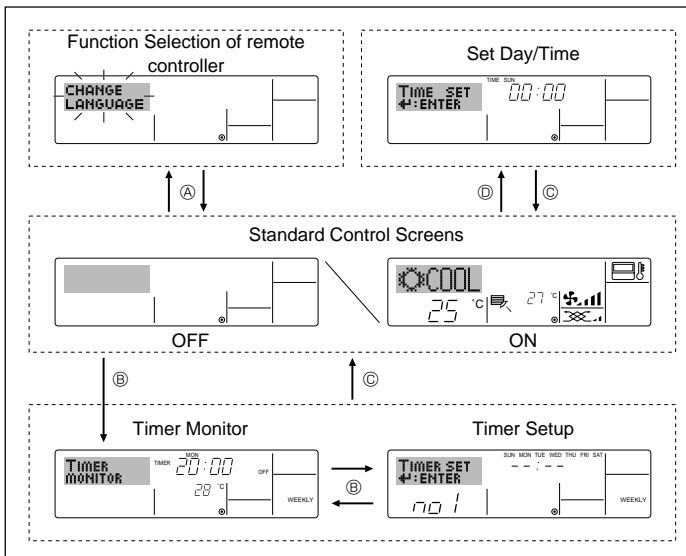 Function Selection of remote
controller
CHANGE
LANGUAGE
Set Day/Time
TIME SUN
TIME SET
↵:ENTER
00:00
Ⓐ
Ⓓ
Ⓒ
Standard Control Screens
OFF
COOL
25 °C
27 °C
ON
Ⓑ
Ⓒ
Timer Monitor
TIMER
MONITOR
MON
TIMER 20:00 OFF
28 °C
WEEKLY
Ⓑ
Timer Setup
SUN MON TUE WED THU FRI SAT
TIMER SET
↵:ENTER
--:--
no 1
WEEKLY